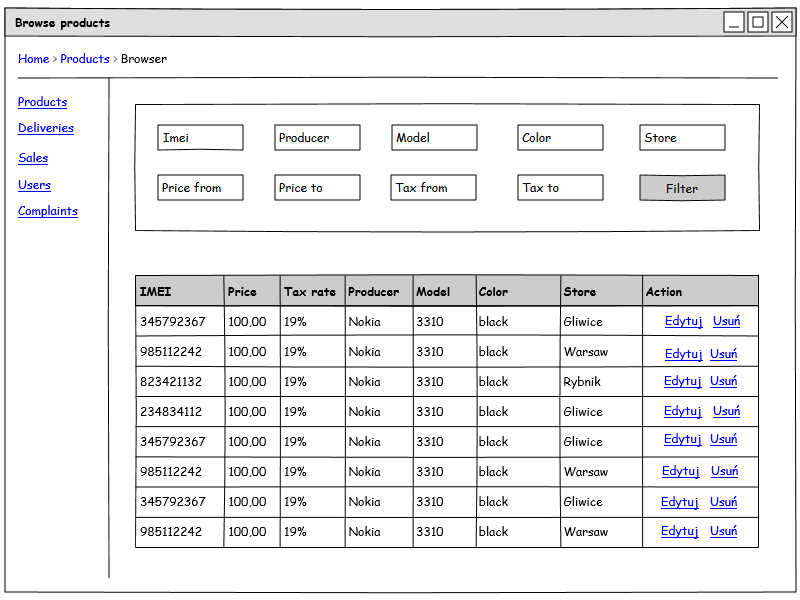 Browse products
Home > Products > Browser
Products
Deliveries
Sales
Users
Complaints
Imei Producer Model Color Store
Price from Price to Tax from Tax to Filter
IMEI Price Tax rate Producer Model Color Store Action
345792367 100,00 19% Nokia 3310 black Gliwice Edytuj Usuń
985112242 100,00 19% Nokia 3310 black Warsaw Edytuj Usuń
823421132 100,00 19% Nokia 3310 black Rybnik Edytuj Usuń
234834112 100,00 19% Nokia 3310 black Gliwice Edytuj Usuń
345792367 100,00 19% Nokia 3310 black Gliwice Edytuj Usuń
985112242 100,00 19% Nokia 3310 black Warsaw Edytuj Usuń
345792367 100,00 19% Nokia 3310 black Gliwice Edytuj Usuń
985112242 100,00 19% Nokia 3310 black Warsaw Edytuj Usuń